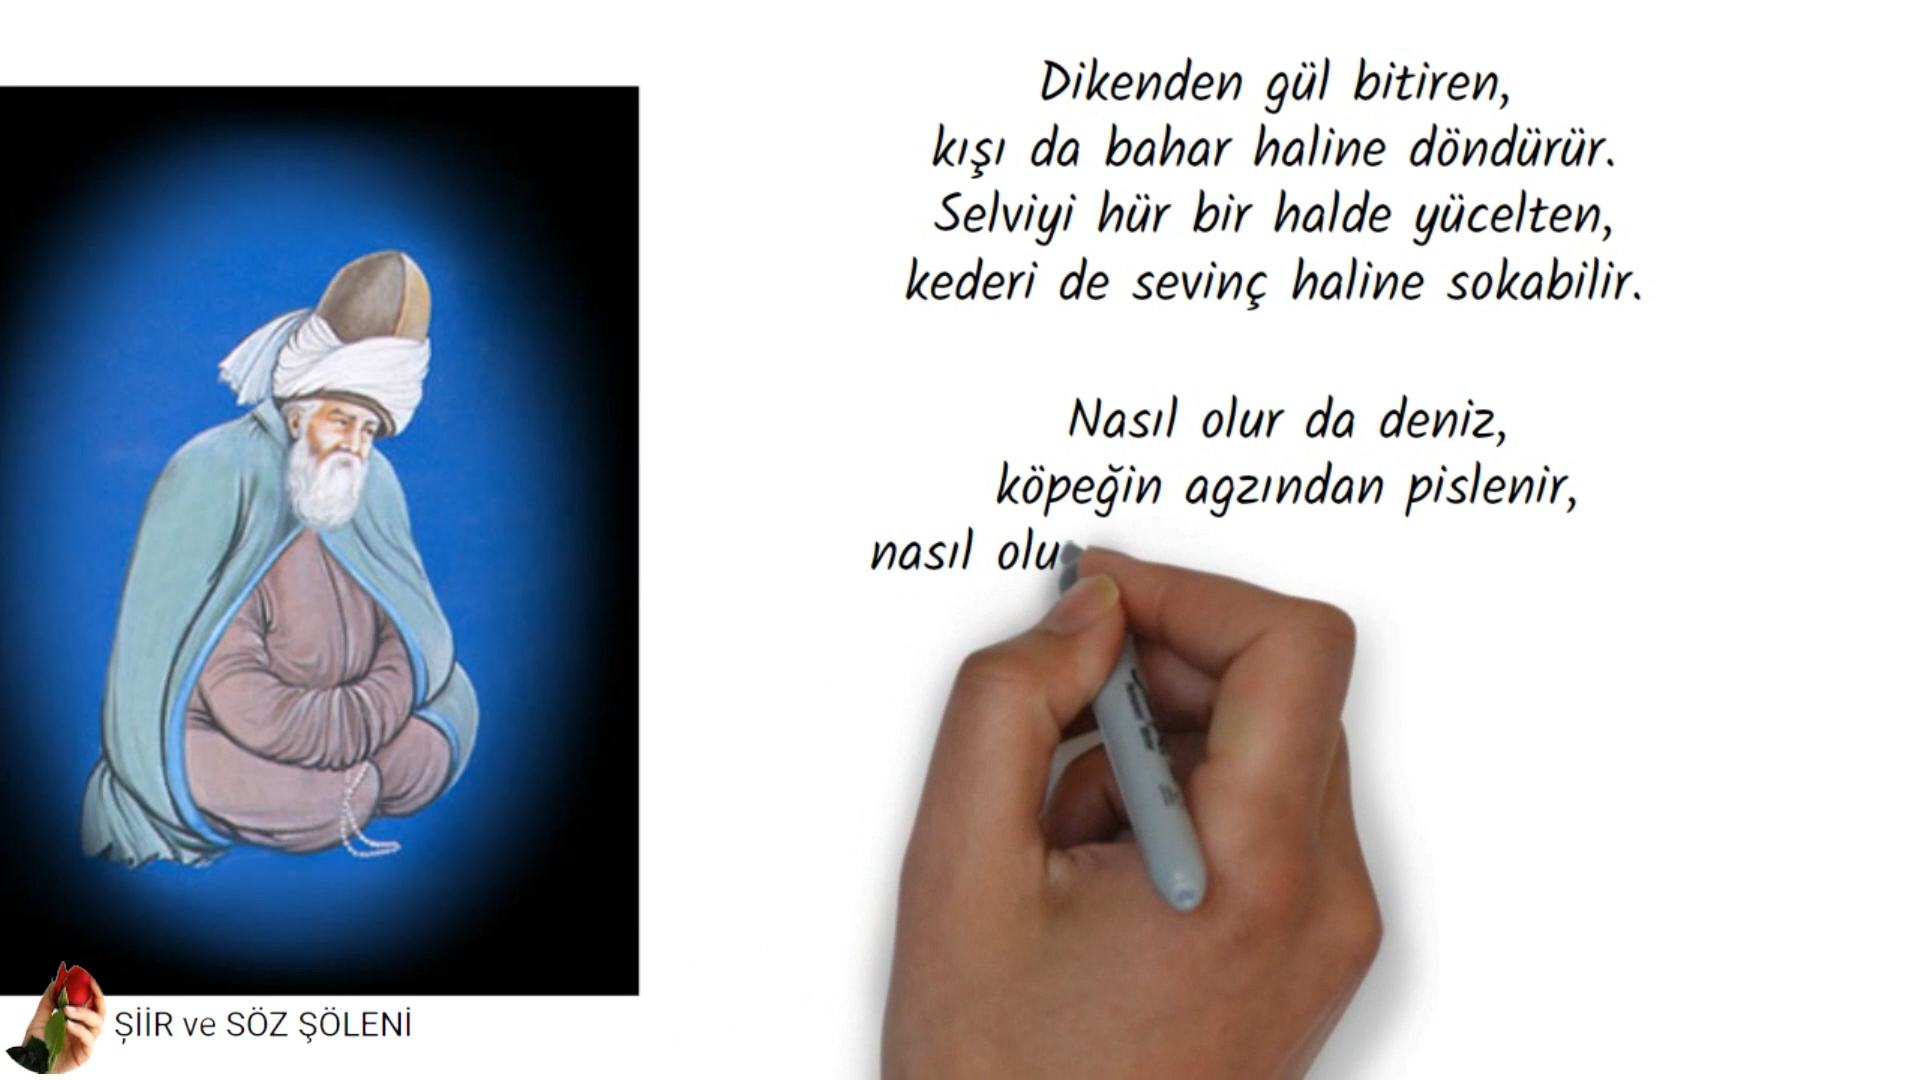 Dikenden gül bitiren,
kışı da bahar haline döndürür.
Selviyi hür bir halde yücelten,
kederi de sevinç haline sokabilir.
Nasıl olur da deniz,
köpeğin agzından pislenir,
nasıl olu
ŞİİR ve SÖZ ŞÖLENİ